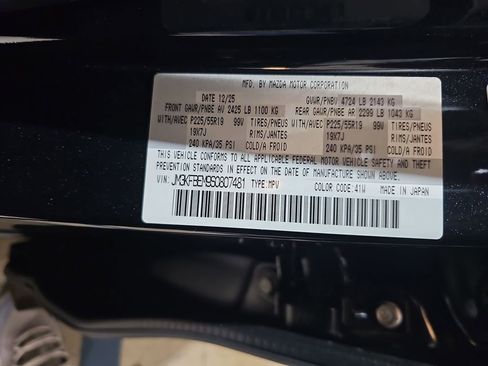 MFD. BY MAZDA MOTOR CORPORATION
DATE 12/25 GVWR/PNBV 4724 LB 2143 KG
FRONT GAWR/PNBE AV 2425 LB 1100 KG REAR GAWR/PNBE AR 2299 LB 1043 KG
WITH/AVEC P225/55R19 99V TIRES/PNEUS WITH/AVEC P225/55R19 99V TIRES/PNEUS
19X7J RIMS/JANTES 19X7J RIMS/JANTES
240 KPA/35 PSI COLD/A FROID 240 KPA/35 PSI COLD/A FROID
THIS VEHICLE CONFORMS TO ALL APPLICABLE FEDERAL MOTOR VEHICLE SAFETY AND THEFT
PREVENTION STANDARDS IN EFFECT ON THE DATE OF MANUFACTURE SHOWN ABOVE.
VIN: TYPE: MPV COLOR CODE: 41W MADE IN JAPAN